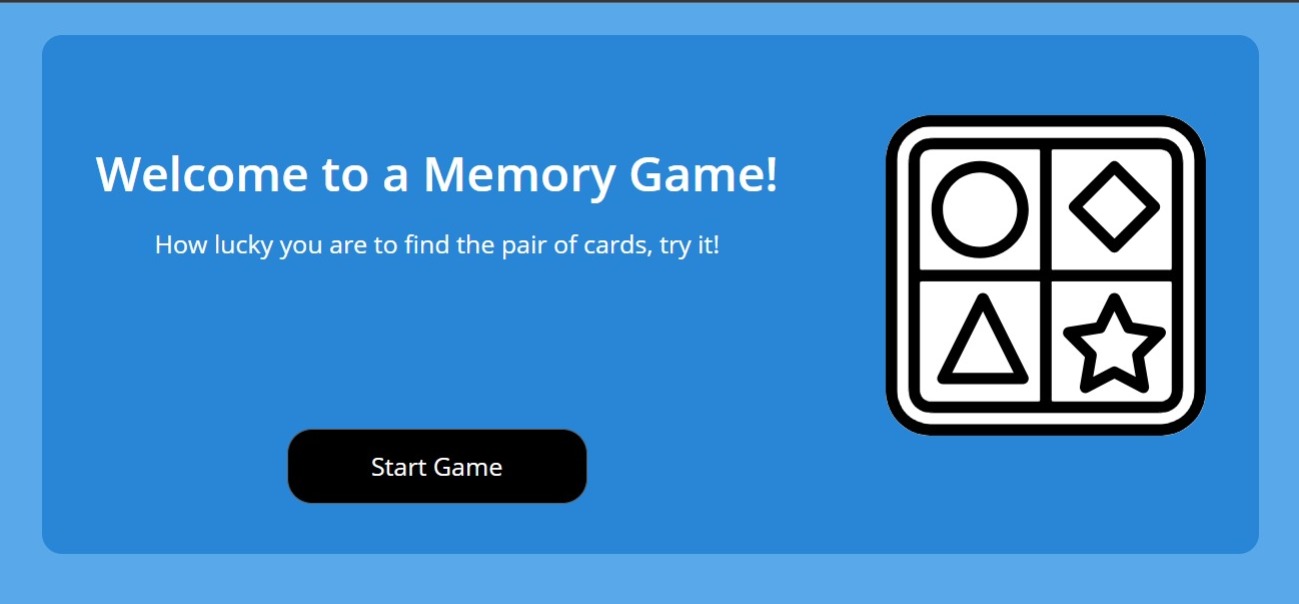 Welcome to a Memory Game!
How lucky you are to find the pair of cards, try it!
Start Game